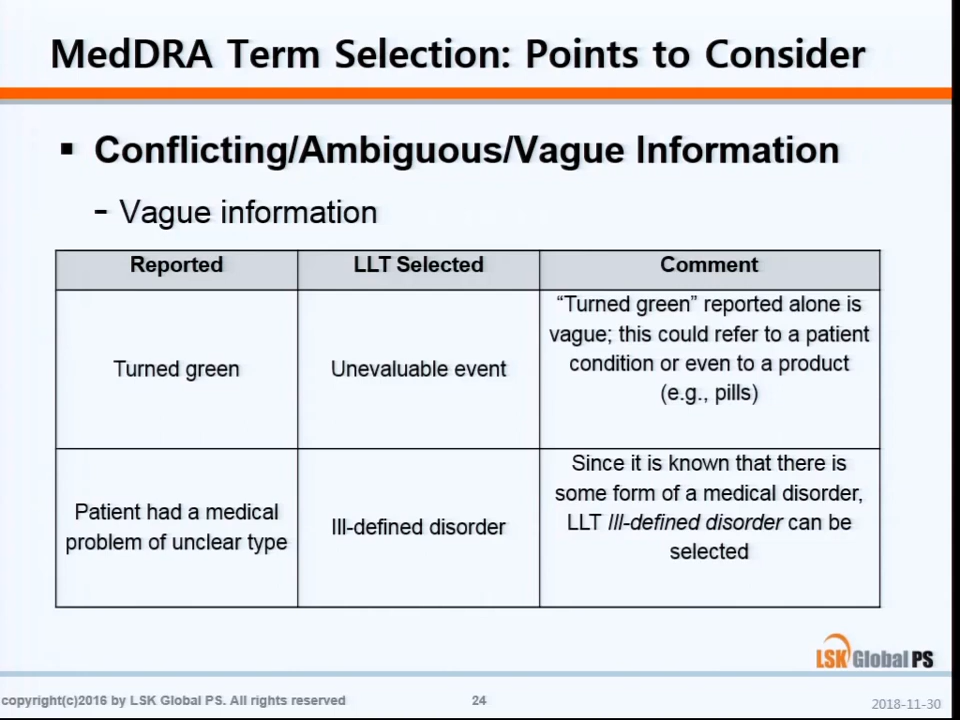 MedDRA Term Selection: Points to Consider
▪ Conflicting/Ambiguous/Vague Information
- Vague information
Reported
LLT Selected
Comment
Turned green
Unevaluable event
“Turned green” reported alone is
vague; this could refer to a patient
condition or even to a product
(e.g., pills)
Patient had a medical
problem of unclear type
Ill-defined disorder
Since it is known that there is
some form of a medical disorder,
LLT Ill-defined disorder can be
selected
LSK Global PS
copyright(c)2016 by LSK Global PS. All rights reserved
24
2018-11-30